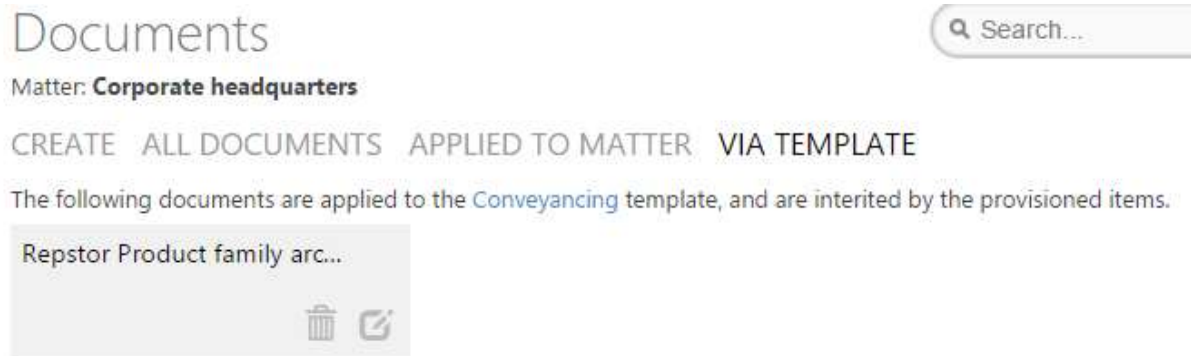 Documents
Search...
Matter: Corporate headquarters
CREATE ALL DOCUMENTS APPLIED TO MATTER VIA TEMPLATE
The following documents are applied to the Conveyancing template, and are interited by the provisioned items.
Repstor Product family arc...